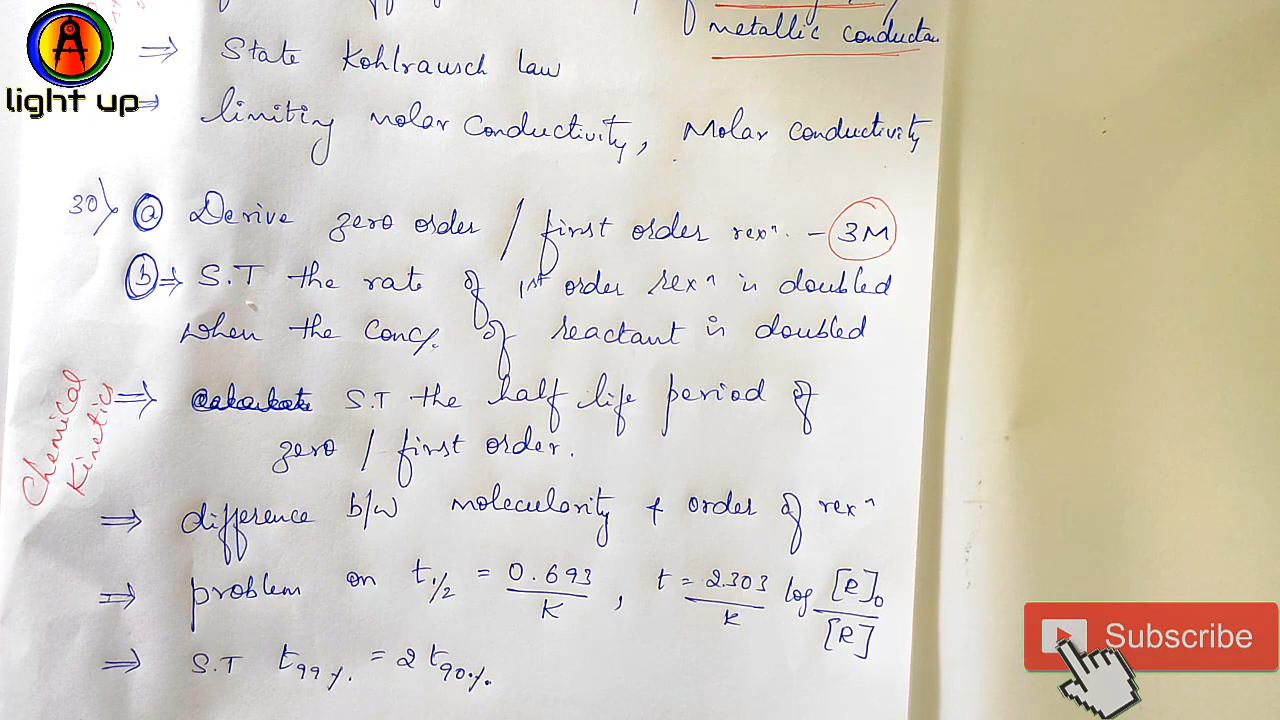 metallic conductan
⇒ State Kohlrausch law
light up
⇒ limiting molar Conductivity, Molar conductivity
30) a Derive zero order / first order rexⁿ. - 3M
b ⇒ S.T the rate of 1st order rexⁿ is doubled
when the Conc/. of reactant is doubled
Chemical Kinetics
⇒ S.T the half life period of
zero / first order.
⇒ difference b/w molecularity & order of rexⁿ
⇒ problem on t1/2 = 0.693/K , t = 2.303/K log [R]₀/[R]
⇒ S.T t99%. = 2 t90%.
Subscribe